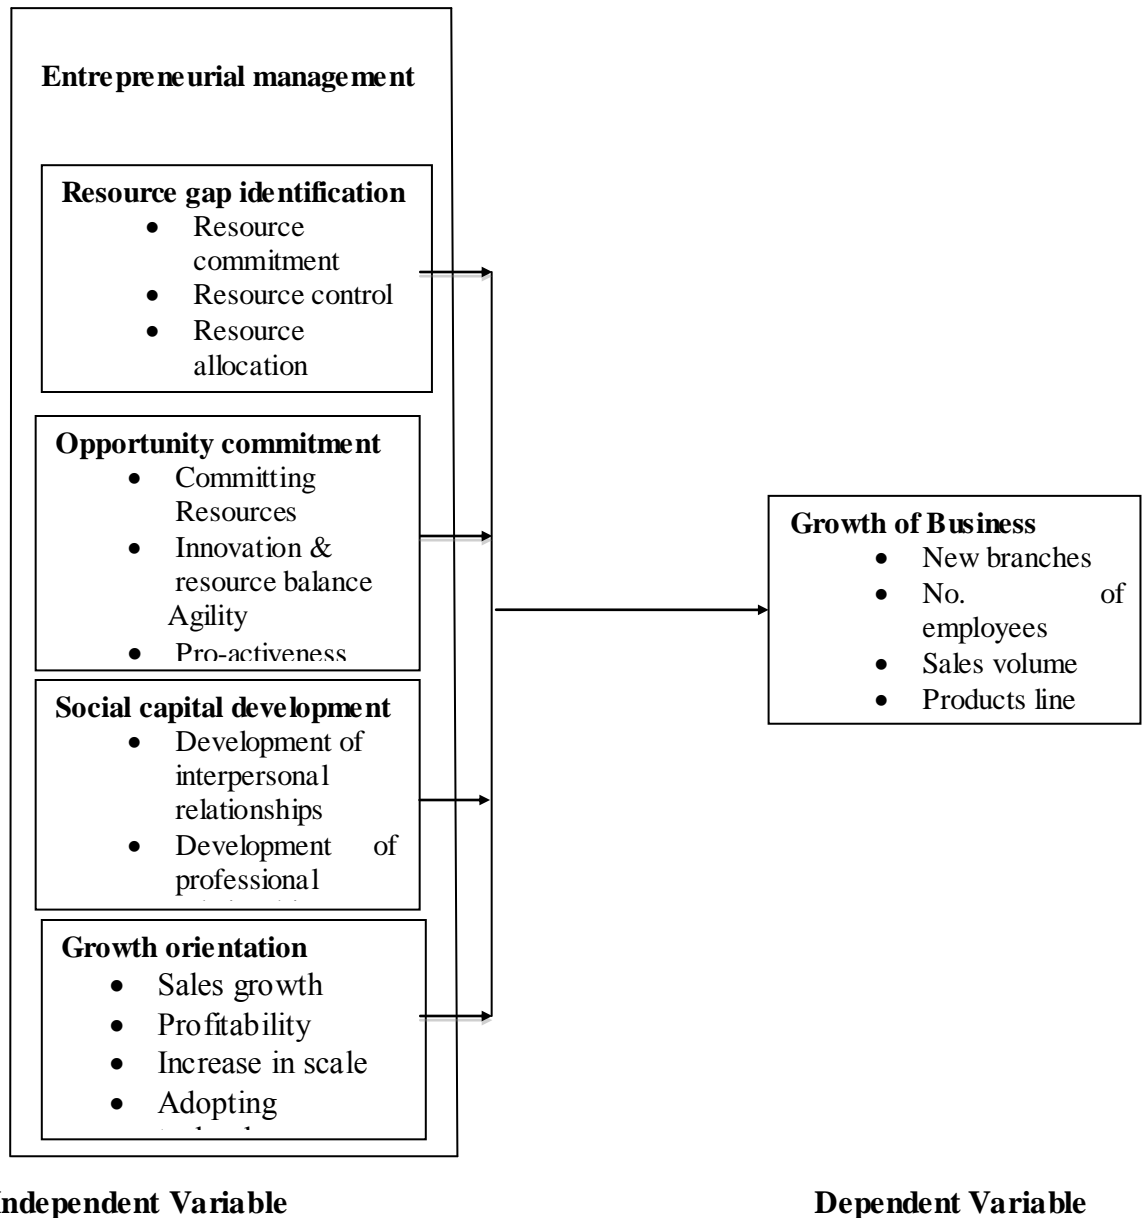 Entrepreneurial management
Resource gap identification
• Resource
commitment
• Resource control
• Resource
allocation
Opportunity commitment
• Committing
Resources
• Innovation &
resource balance
Agility
• Pro-activeness
Social capital development
• Development of
interpersonal
relationships
• Development of
professional
Growth orientation
• Sales growth
• Profitability
• Increase in scale
• Adopting
Growth of Business
• New branches
• No. of
employees
• Sales volume
• Products line
Independent Variable
Dependent Variable